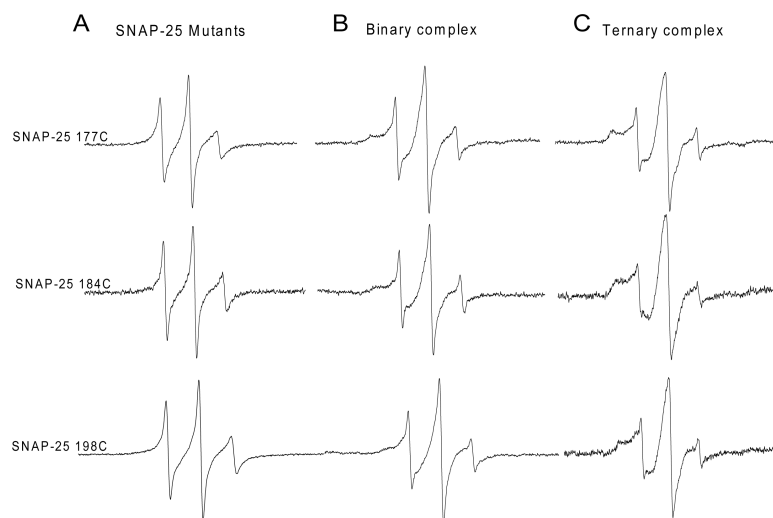 A SNAP-25 Mutants
B Binary complex
C Ternary complex
SNAP-25 177C
SNAP-25 184C
SNAP-25 198C